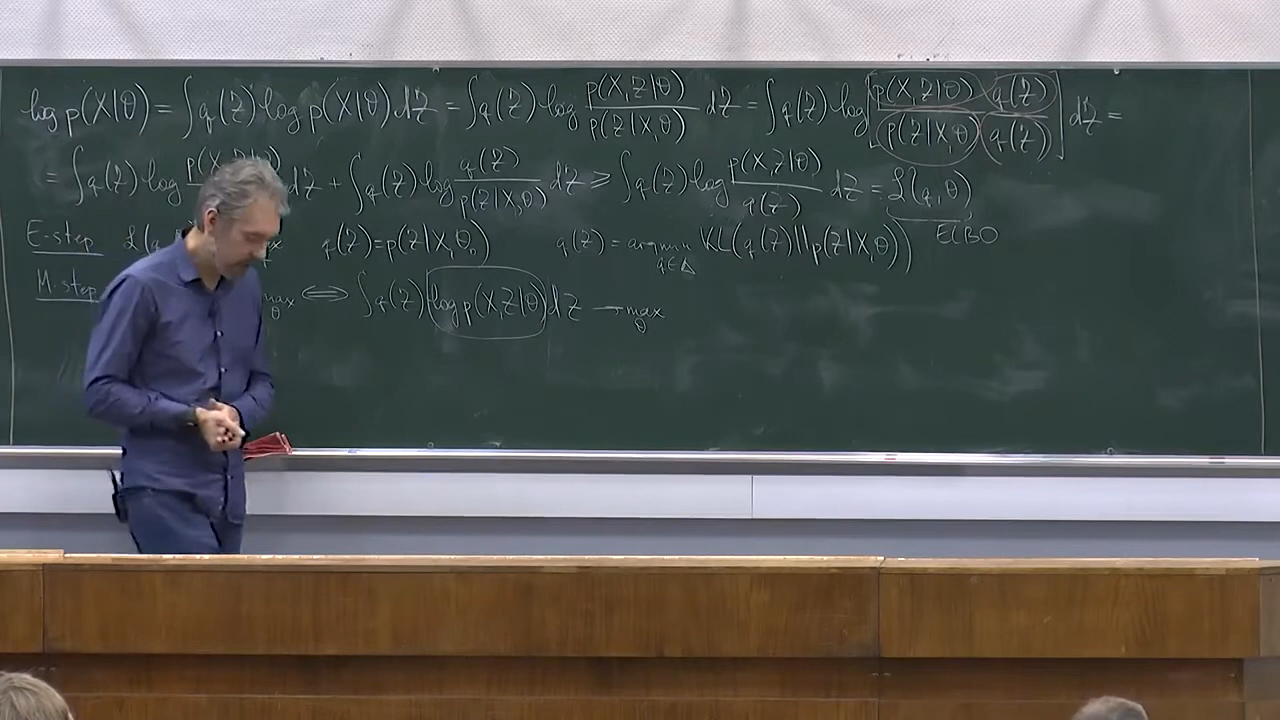 log p(X|θ) = ∫q(Z) log p(X|θ) dZ = ∫q(Z) log p(X,Z|θ)/p(Z|X,θ) dZ = ∫q(Z) log[p(X,Z|θ) q(Z)/p(Z|X,θ) q(Z)] dZ =
= ∫q(Z) log p(X,Z|θ) dZ + ∫q(Z) log q(Z)/p(Z|X,θ) dZ ⩾ ∫q(Z) log p(X,Z|θ)/q(Z) dZ = ℒ(q,θ)
E-step ℒ(q q(Z)=p(Z|X,θ₀) q(Z) = argmin q∈Δ KL(q(Z)||p(Z|X,θ)) ELBO
M-step max θ ⟺ ∫q(Z) log p(X,Z|θ) dZ → max θ